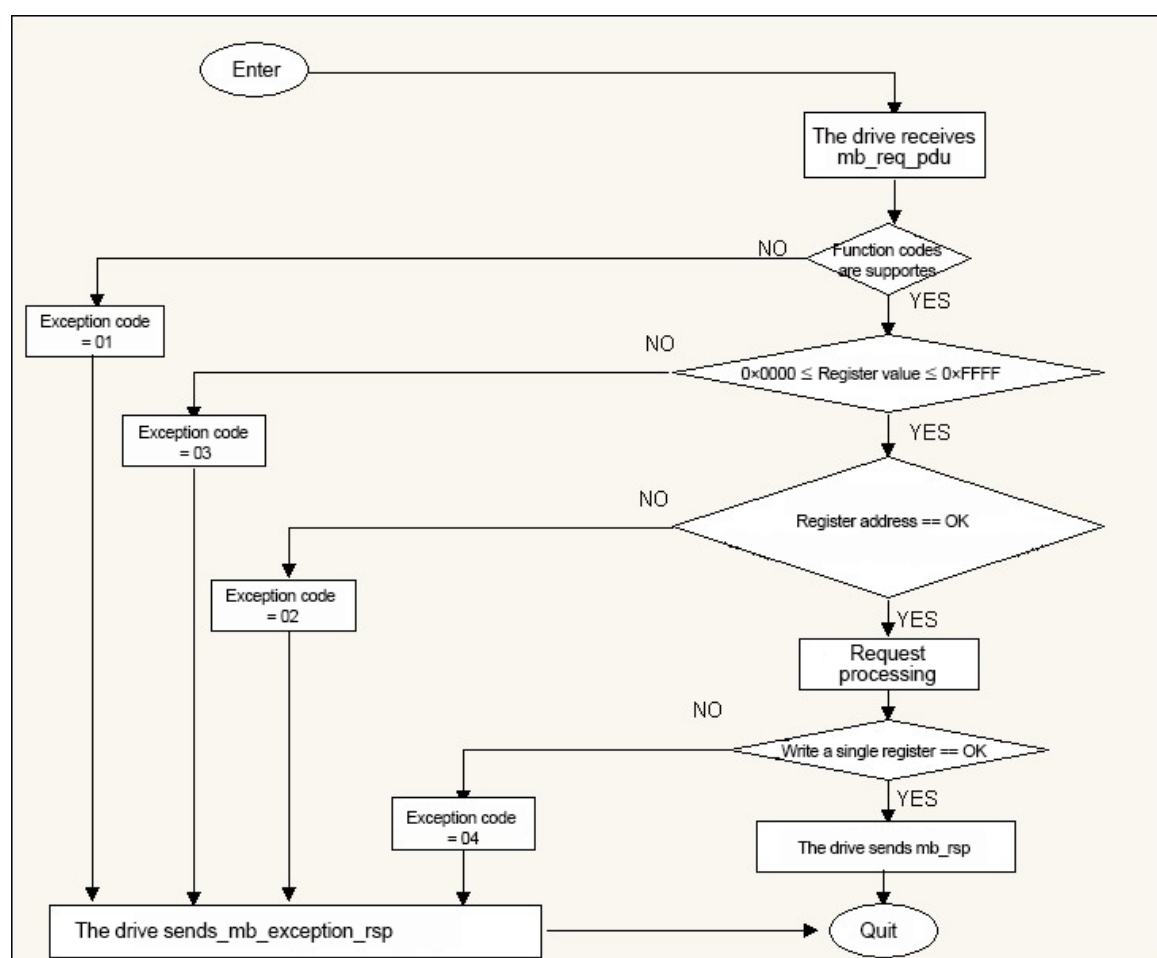 Enter
The drive receives
mb_req_pdu
NO
Function codes
are supportes
YES
Exception code
= 01
NO
0×0000 ≤ Register value ≤ 0×FFFF
YES
Exception code
= 03
NO
Register address == OK
Exception code
= 02
YES
Request
processing
NO
Write a single register == OK
YES
Exception code
= 04
The drive sends mb_rsp
The drive sends_mb_exception_rsp
Quit